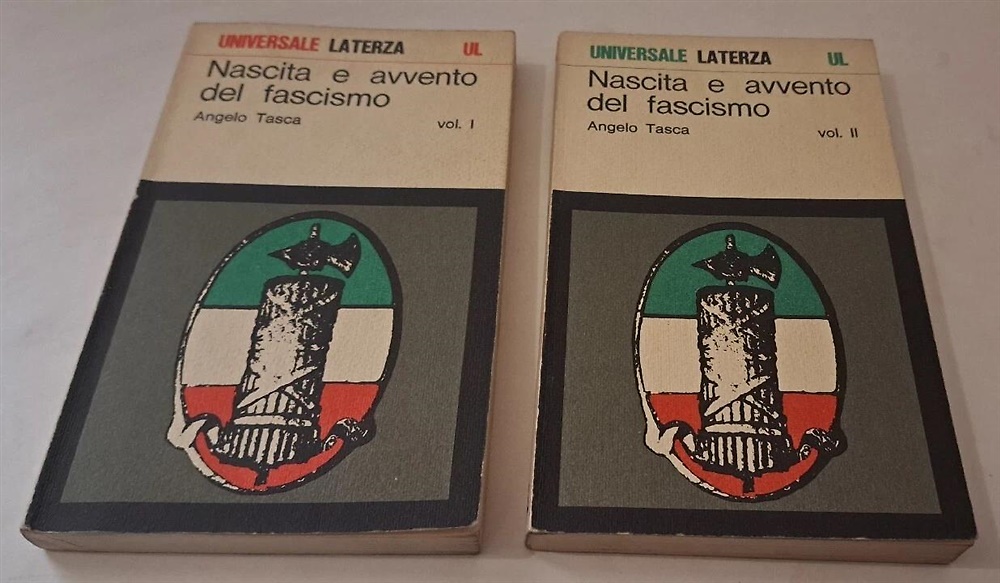 UNIVERSALE LATERZA UL
Nascita e avvento
del fascismo
Angelo Tasca
vol. I
UNIVERSALE LATERZA UL
Nascita e avvento
del fascismo
Angelo Tasca
vol. II